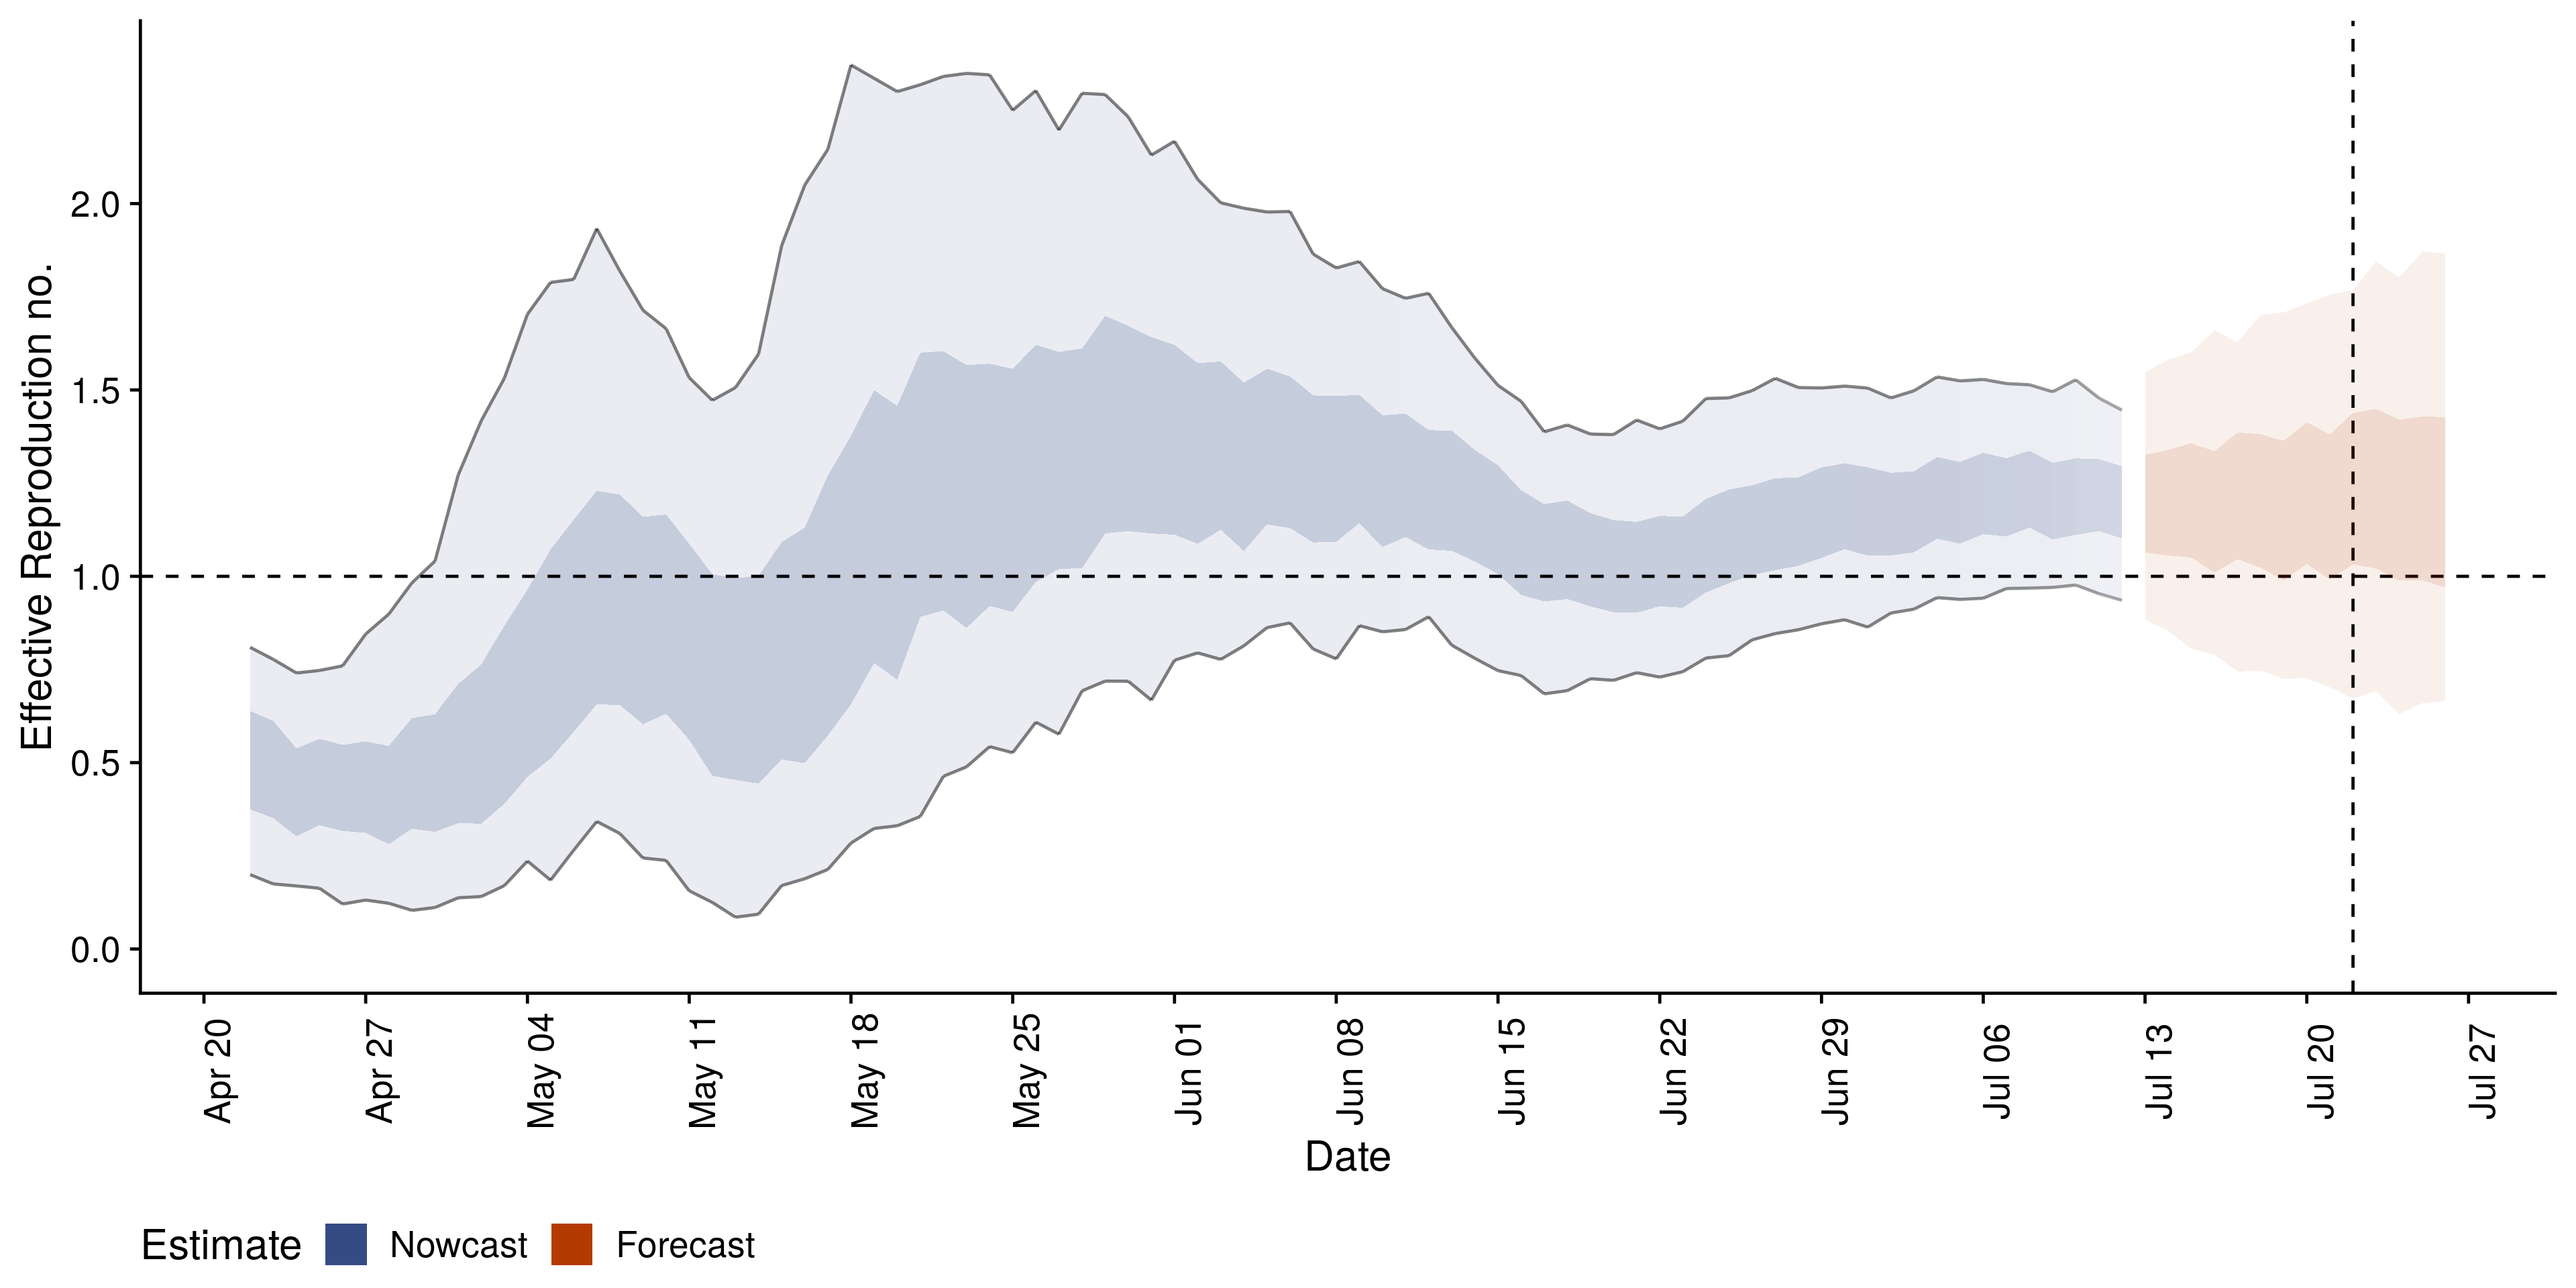 Effective Reproduction no.
2.0
1.5
1.0
0.5
0.0
Apr 20
Apr 27
May 04
May 11
May 18
May 25
Jun 01
Jun 08
Jun 15
Jun 22
Jun 29
Jul 06
Jul 13
Jul 20
Jul 27
Date
Estimate Nowcast Forecast